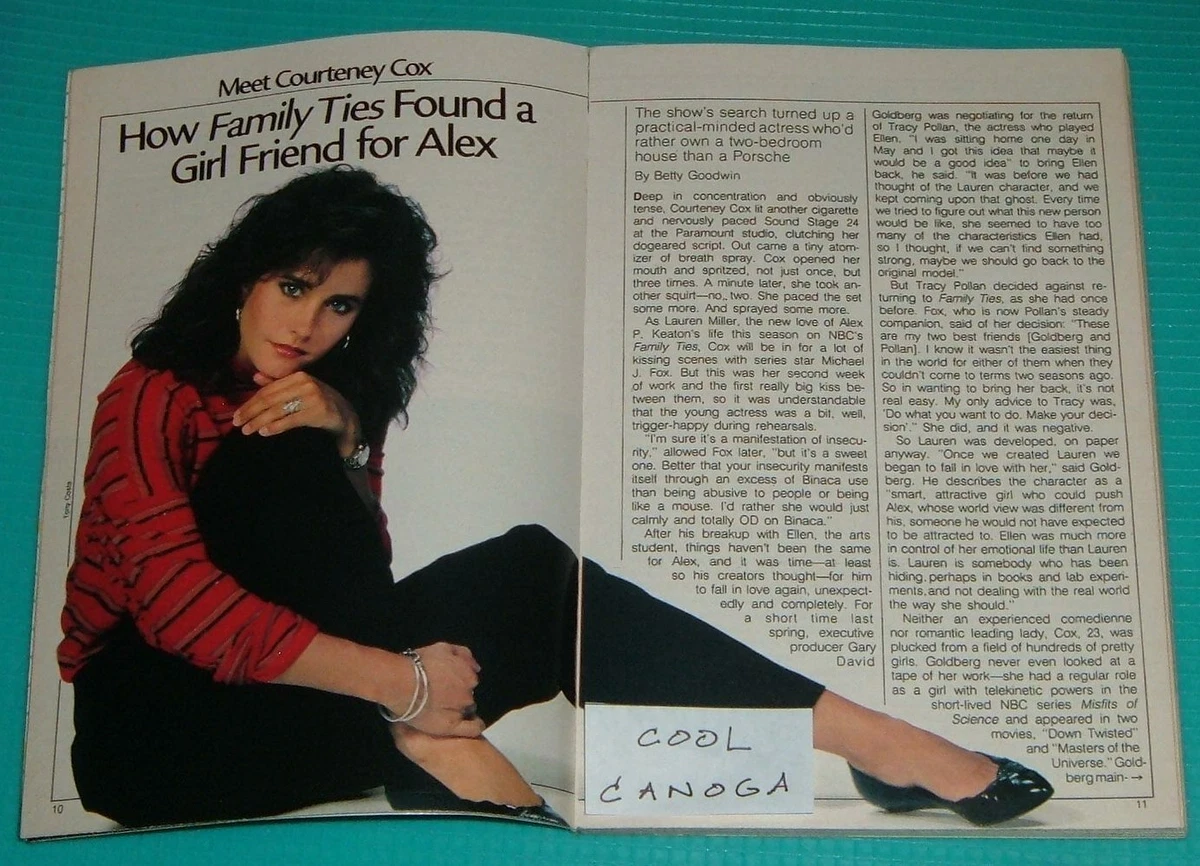 Meet Courteney Cox
How Family Ties Found a
Girl Friend for Alex
Tony Costa
10
The show's search turned up a
practical-minded actress who'd
rather own a two-bedroom
house than a Porsche
By Betty Goodwin
Deep in concentration and obviously
tense, Courteney Cox lit another cigarette
and nervously paced Sound Stage 24
at the Paramount studio, clutching her
dogeared script. Out came a tiny atom-
izer of breath spray. Cox opened her
mouth and spritzed, not just once, but
three times. A minute later, she took an-
other squirt—no, two. She paced the set
some more. And sprayed some more.
As Lauren Miller, the new love of Alex
P. Keaton's life this season on NBC's
Family Ties, Cox will be in for a lot of
kissing scenes with series star Michael
J. Fox. But this was her second week
of work and the first really big kiss be-
tween them, so it was understandable
that the young actress was a bit, well,
trigger-happy during rehearsals.
"I'm sure it's a manifestation of insecu-
rity," allowed Fox later, "but it's a sweet
one. Better that your insecurity manifests
itself through an excess of Binaca use
than being abusive to people or being
like a mouse. I'd rather she would just
calmly and totally OD on Binaca."
After his breakup with Ellen, the arts
student, things haven't been the same
for Alex, and it was time—at least
so his creators thought—for him
to fall in love again, unexpect-
edly and completely. For
a short time last
spring, executive
producer Gary
David
Goldberg was negotiating for the return
of Tracy Pollan, the actress who played
Ellen. "I was sitting home one day in
May and I got this idea that maybe it
would be a good idea" to bring Ellen
back, he said. "It was before we had
thought of the Lauren character, and we
kept coming upon that ghost. Every time
we tried to figure out what this new person
would be like, she seemed to have too
many of the characteristics Ellen had,
so I thought, if we can't find something
strong, maybe we should go back to the
original model."
But Tracy Pollan decided against re-
turning to Family Ties, as she had once
before. Fox, who is now Pollan's steady
companion, said of her decision: "These
are my two best friends [Goldberg and
Pollan]. I know it wasn't the easiest thing
in the world for either of them when they
couldn't come to terms two seasons ago.
So in wanting to bring her back, it's not
real easy. My only advice to Tracy was,
'Do what you want to do. Make your deci-
sion'." She did, and it was negative.
So Lauren was developed, on paper
anyway. "Once we created Lauren we
began to fall in love with her," said Gold-
berg. He describes the character as a
"smart, attractive girl who could push
Alex, whose world view was different from
his, someone he would not have expected
to be attracted to. Ellen was much more
in control of her emotional life than Lauren
is. Lauren is somebody who has been
hiding, perhaps in books and lab experi-
ments, and not dealing with the real world
the way she should."
Neither an experienced comedienne
nor romantic leading lady, Cox, 23, was
plucked from a field of hundreds of pretty
girls. Goldberg never even looked at a
tape of her work—she had a regular role
as a girl with telekinetic powers in the
short-lived NBC series Misfits of
Science and appeared in two
movies, "Down Twisted"
and "Masters of the
Universe." Gold-
berg main- →
11
COOL
CANOGA